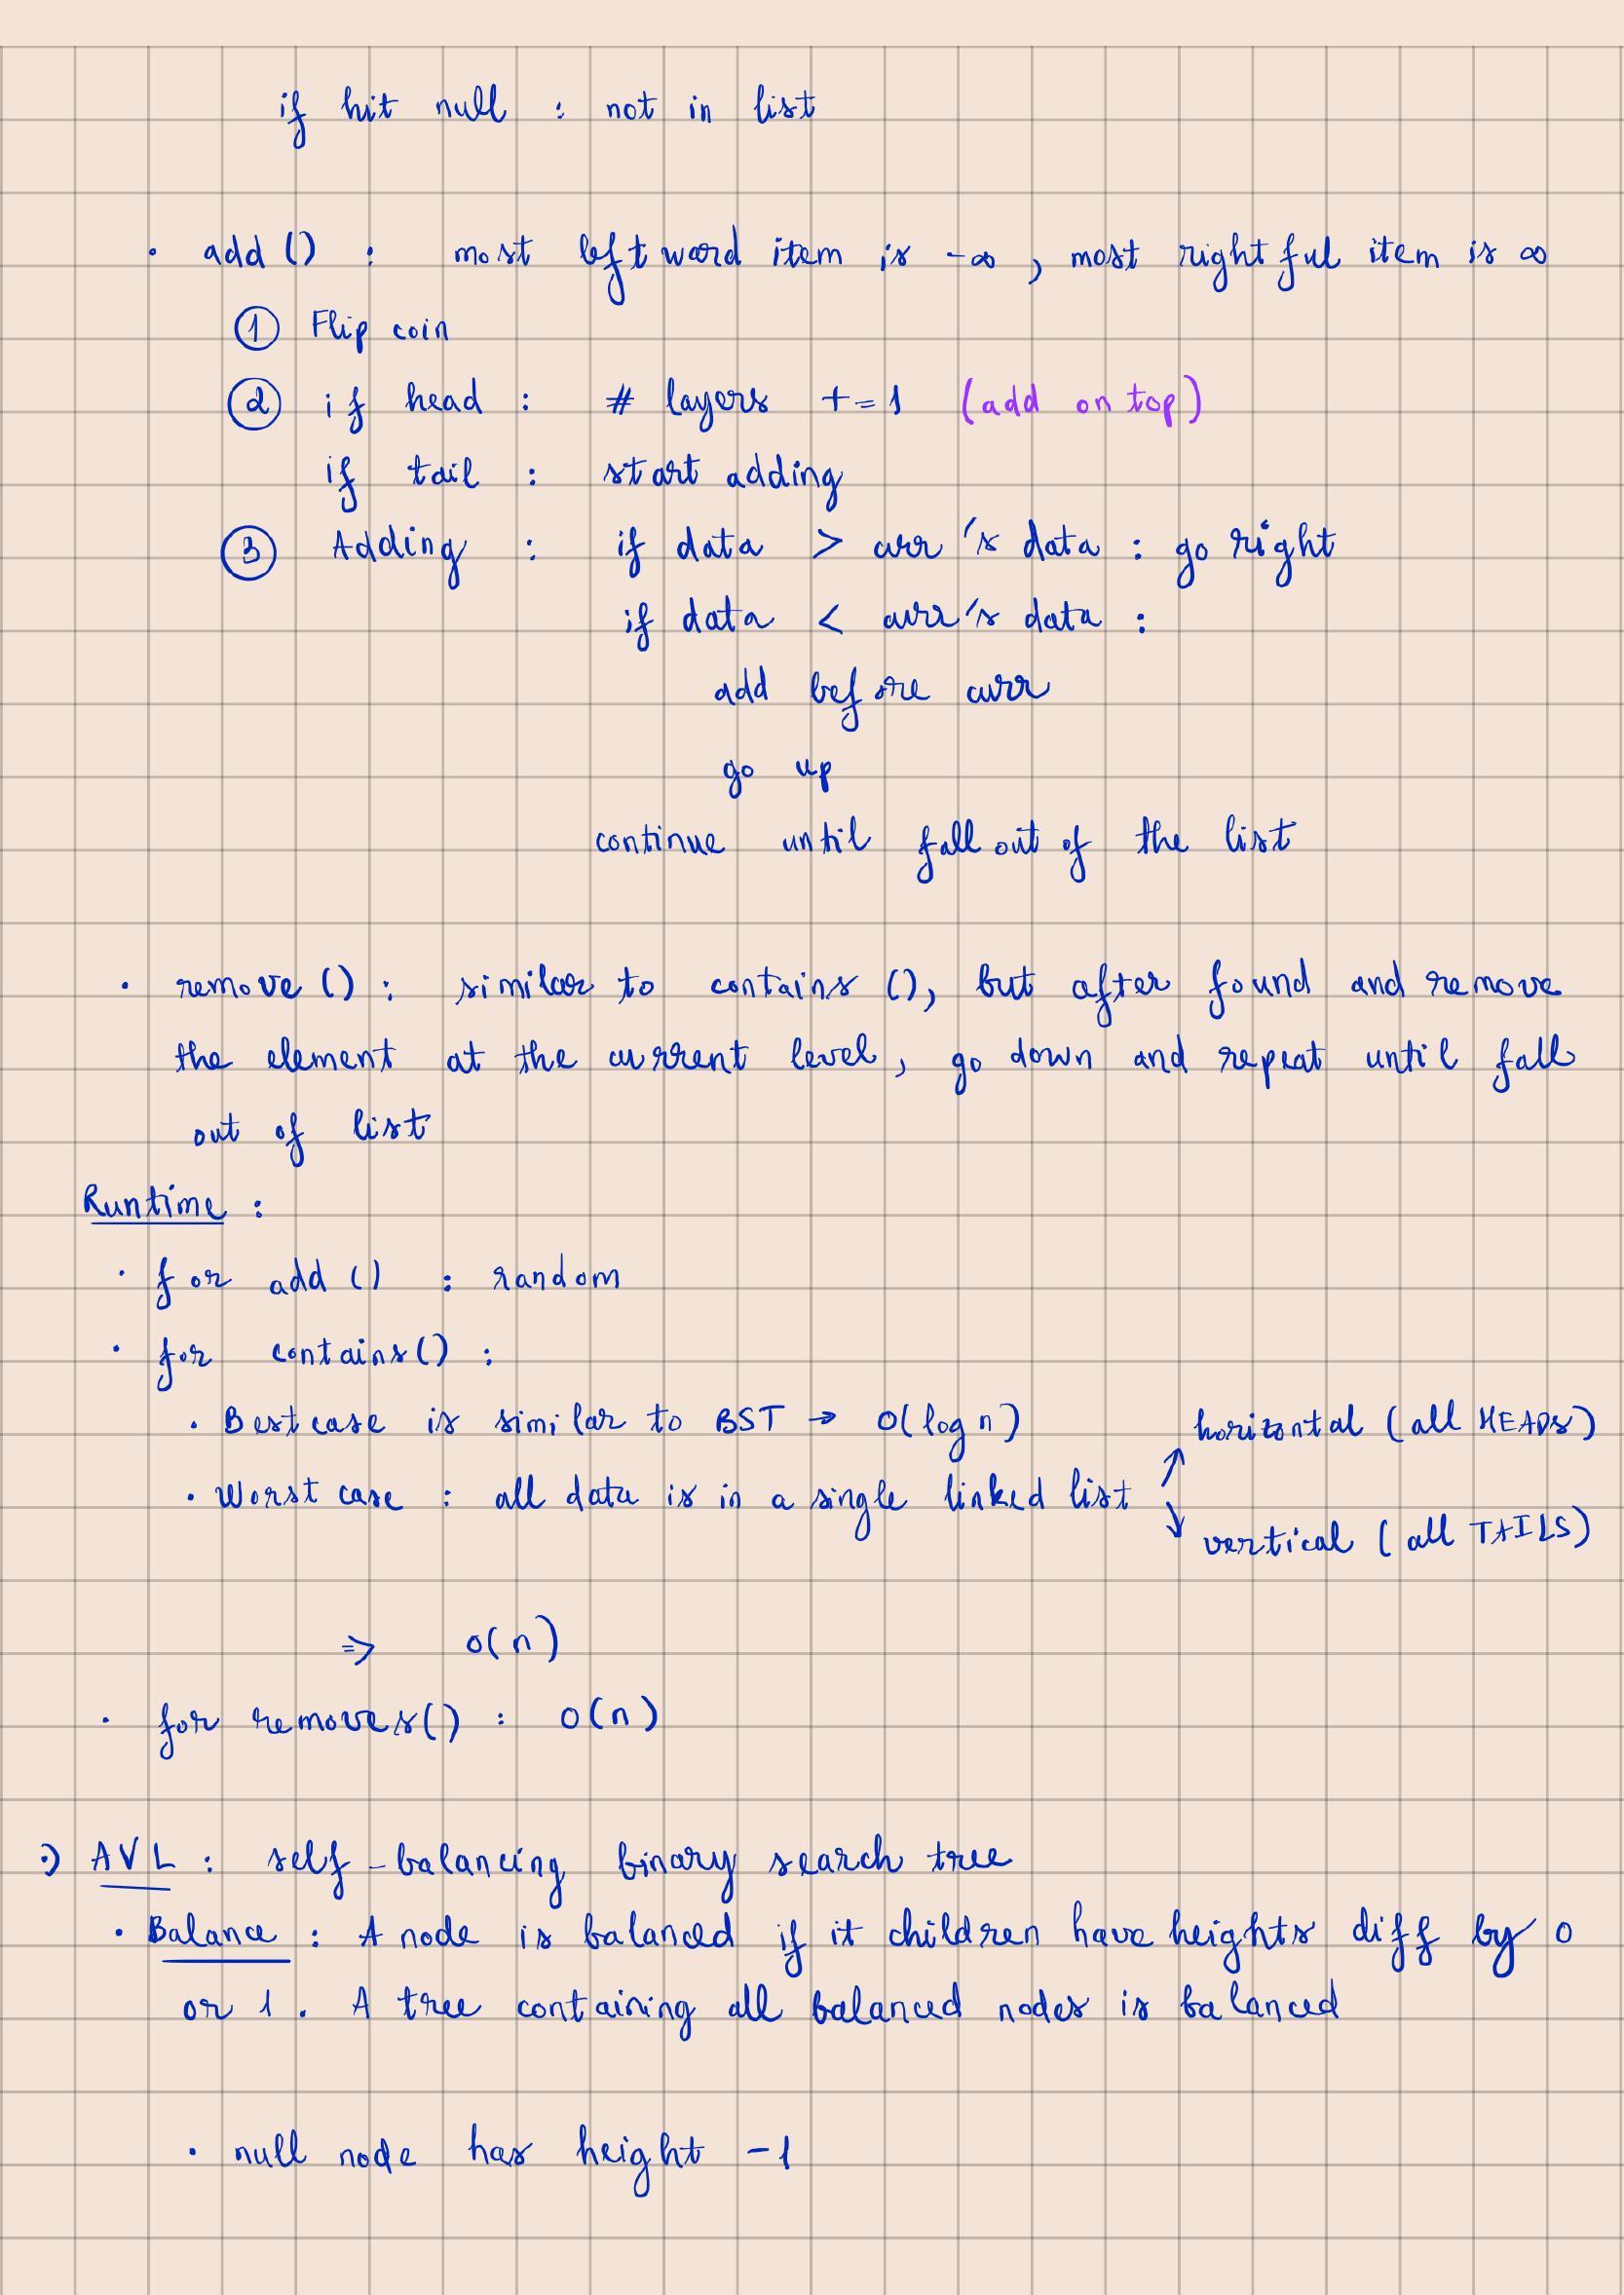 if hit null : not in list
• add () : most leftward item is -∞, most rightful item is ∞
① Flip coin
② if head : # layers += 1 (add on top)
if tail : start adding
③ Adding : if data > curr's data : go right
if data < curr's data :
add before curr
go up
continue until fall out of the list
• remove () : similar to contains (), but after found and remove
the element at the current level, go down and repeat until fall
out of list
Runtime :
• for add () : random
• for contains() :
• Best case is similar to BST → O(log n)
horizontal (all HEADs)
• Worst case : all data is in a single linked list ↗ ↘
vertical (all TAILS)
⇒ O(n)
• for removes() : O(n)
:) AVL : self-balancing binary search tree
• Balance : A node is balanced if it children have heights diff by 0
or 1. A tree containing all balanced nodes is balanced
• null node has height -1